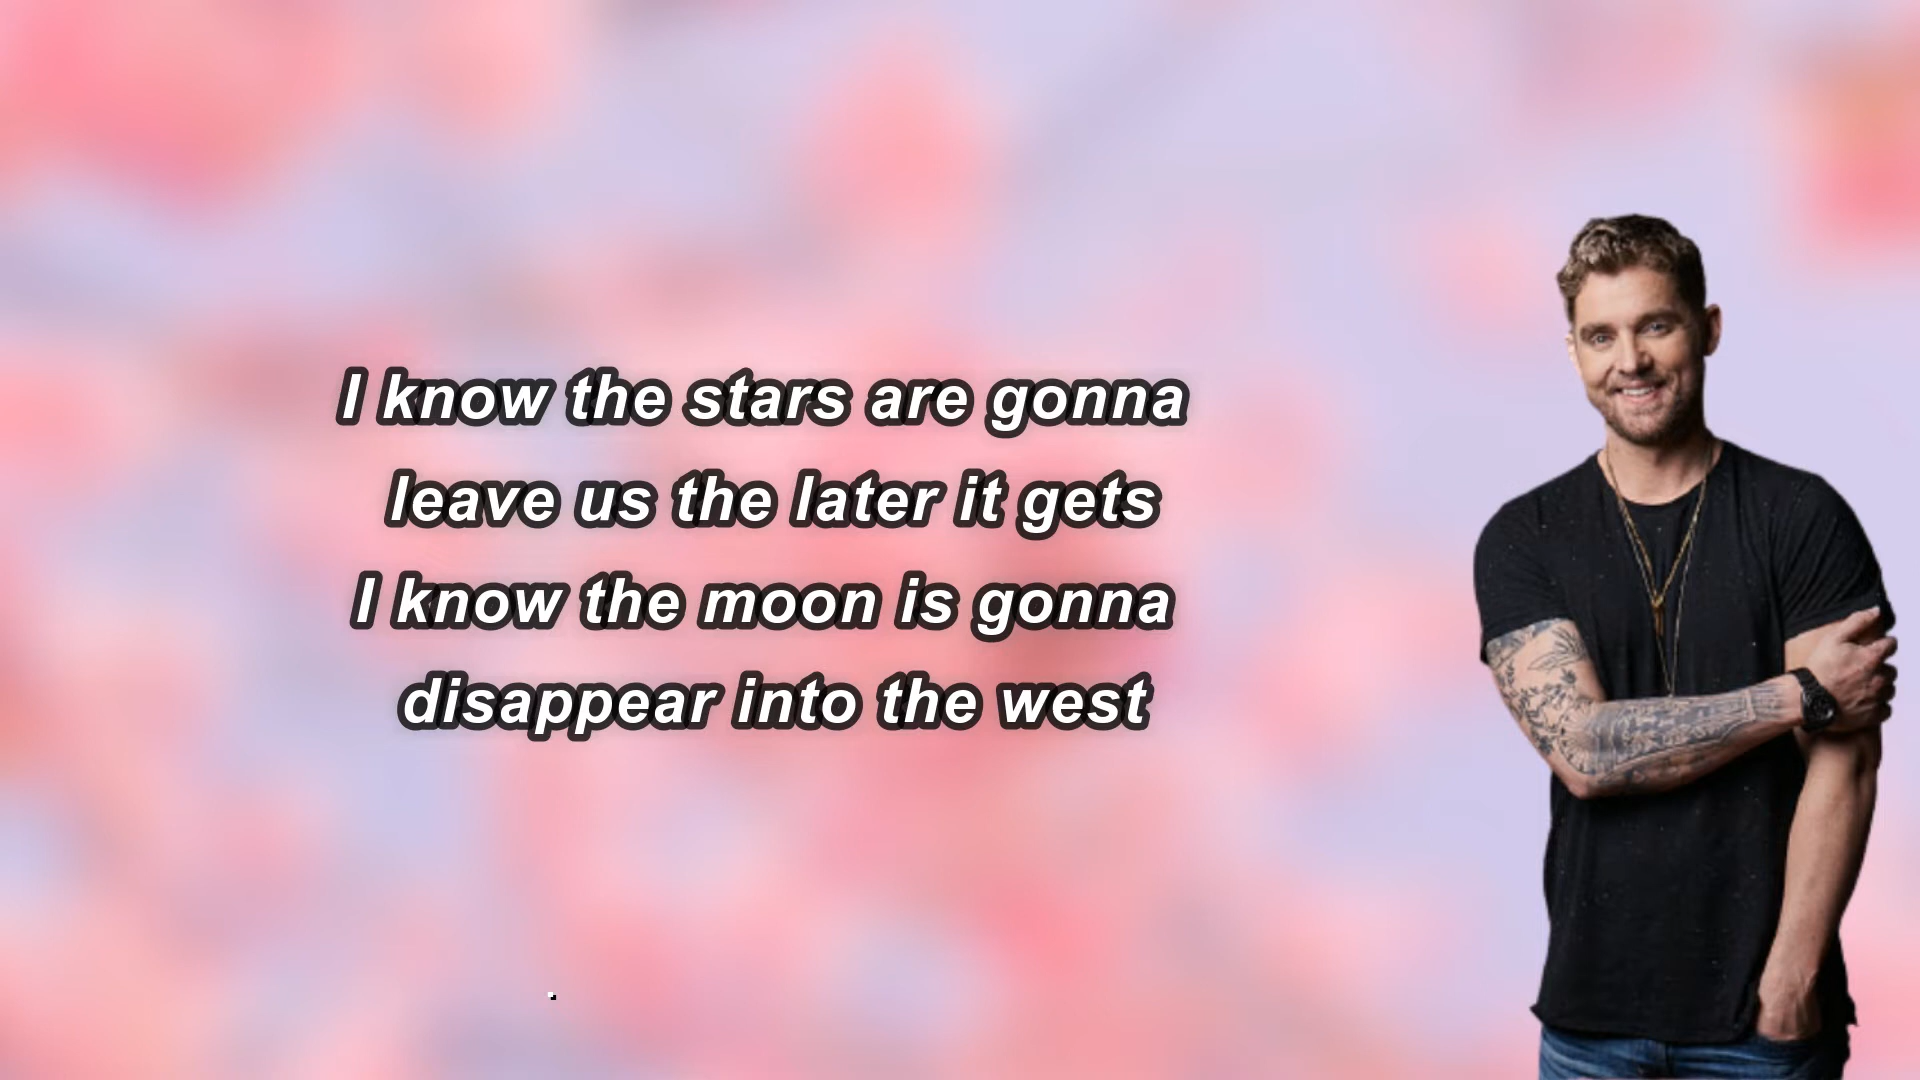 I know the stars are gonna
leave us the later it gets
I know the moon is gonna
disappear into the west